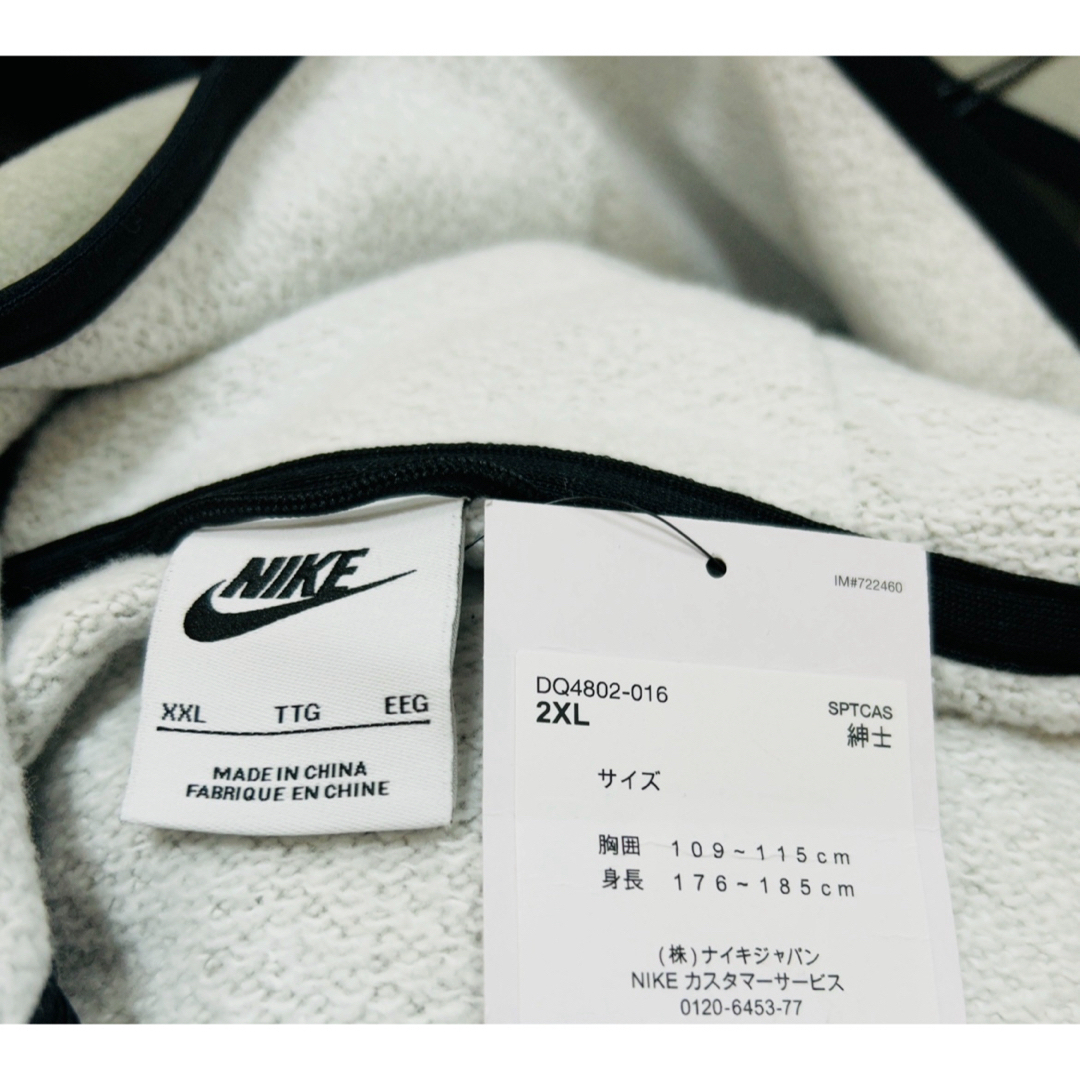 NIKE
XXL TTG EEG
MADE IN CHINA
FABRIQUE EN CHINE
IM#722460
DQ4802-016
2XL
SPTCAS
紳士
サイズ
胸囲 109~115cm
身長 176~185cm
(株)ナイキジャパン
NIKE カスタマーサービス
0120-6453-77